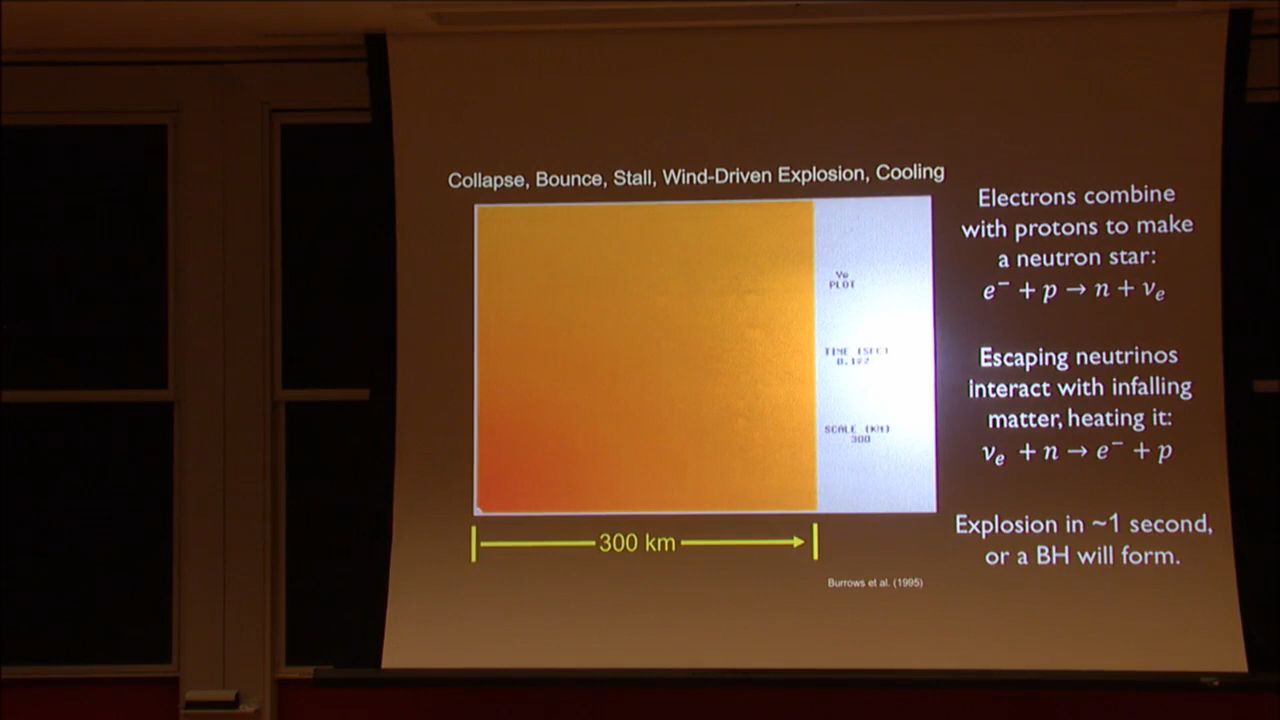 Collapse, Bounce, Stall, Wind-Driven Explosion, Cooling
Ye
PLOT
TIME (SEC)
SCALE (KM)
300
300 km
Burrows et al. (1995)
Electrons combine
with protons to make
a neutron star:
e⁻ + p → n + νₑ
Escaping neutrinos
interact with infalling
matter, heating it:
νₑ + n → e⁻ + p
Explosion in ~1 second,
or a BH will form.